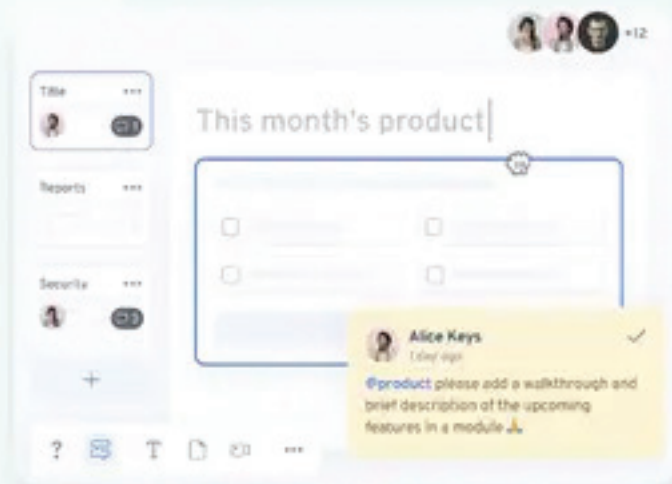 +12
Title
This month's product
Reports
Security
Alice Keys
1 day ago
@product please add a walkthrough and
brief description of the upcoming
features in a module 🙏
?
T